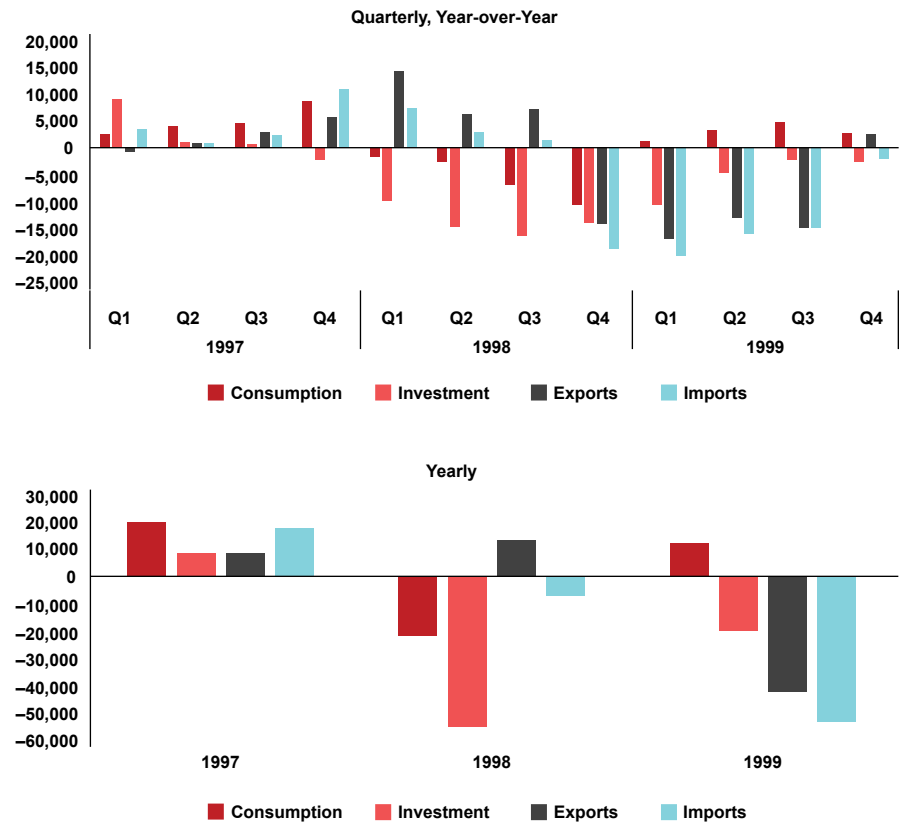 Quarterly, Year-over-Year
20,000
15,000
10,000
5,000
0
–5,000
–10,000
–15,000
–20,000
–25,000
Q1 Q2 Q3 Q4 Q1 Q2 Q3 Q4 Q1 Q2 Q3 Q4
1997 1998 1999
Consumption Investment Exports Imports
Yearly
30,000
20,000
10,000
0
–10,000
–20,000
–30,000
–40,000
–50,000
–60,000
1997 1998 1999
Consumption Investment Exports Imports